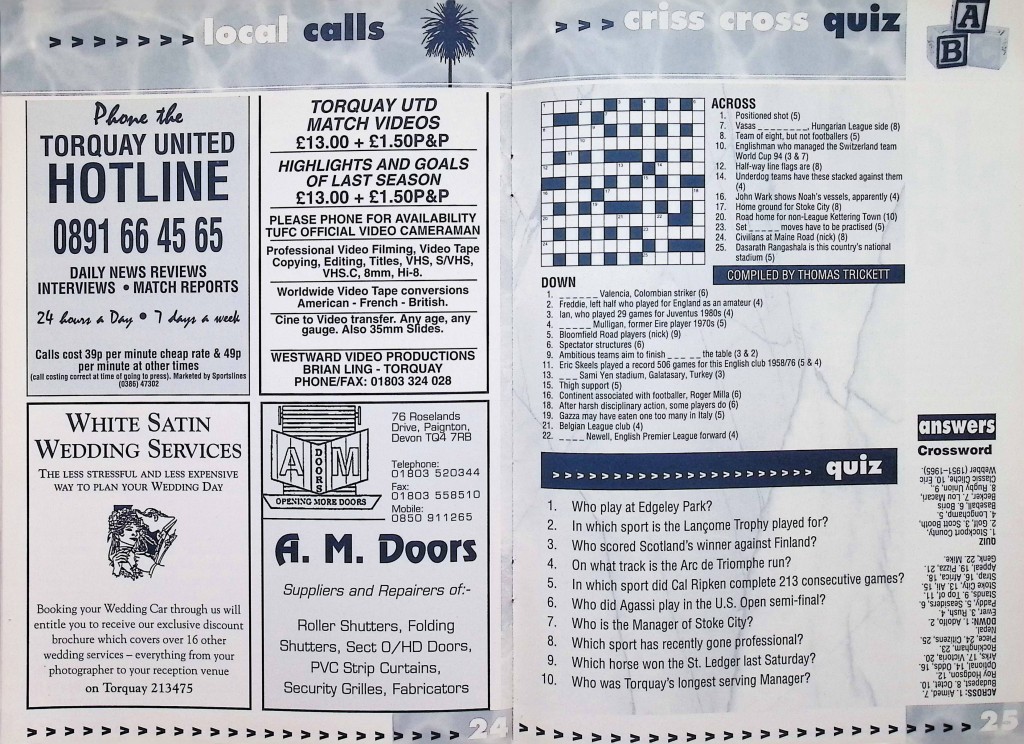 > > > > > > > local calls
Phone the
TORQUAY UNITED
HOTLINE
0891 66 45 65
DAILY NEWS REVIEWS
INTERVIEWS • MATCH REPORTS
24 hours a Day • 7 days a week
Calls cost 39p per minute cheap rate & 49p
per minute at other times
(call costing correct at time of going to press). Marketed by Sportslines
(0386) 47302
TORQUAY UTD
MATCH VIDEOS
£13.00 + £1.50P&P
HIGHLIGHTS AND GOALS
OF LAST SEASON
£13.00 + £1.50P&P
PLEASE PHONE FOR AVAILABILITY
TUFC OFFICIAL VIDEO CAMERAMAN
Professional Video Filming, Video Tape
Copying, Editing, Titles, VHS, S/VHS,
VHS.C, 8mm, Hi-8.
Worldwide Video Tape conversions
American - French - British.
Cine to Video transfer. Any age, any
gauge. Also 35mm Slides.
WESTWARD VIDEO PRODUCTIONS
BRIAN LING - TORQUAY
PHONE/FAX: 01803 324 028
WHITE SATIN
WEDDING SERVICES
THE LESS STRESSFUL AND LESS EXPENSIVE
WAY TO PLAN YOUR WEDDING DAY
Booking your Wedding Car through us will
entitle you to receive our exclusive discount
brochure which covers over 16 other
wedding services – everything from your
photographer to your reception venue
on Torquay 213475
A DOORS M
OPENING MORE DOORS
76 Roselands
Drive, Paignton,
Devon TQ4 7RB
Telephone:
01803 520344
Fax:
01803 558510
Mobile:
0850 911265
A. M. Doors
Suppliers and Repairers of:-
Roller Shutters, Folding
Shutters, Sect O/HD Doors,
PVC Strip Curtains,
Security Grilles, Fabricators
24
> > > criss cross quiz
A
B
ACROSS
1. Positioned shot (5)
7. Vasas _ _ _ _ _ _ _ _, Hungarian League side (8)
8. Team of eight, but not footballers (5)
10. Englishman who managed the Switzerland team
World Cup 94 (3 & 7)
12. Half-way line flags are (8)
14. Underdog teams have these stacked against them
(4)
16. John Wark shows Noah's vessels, apparently (4)
17. Home ground for Stoke City (8)
20. Road home for non-League Kettering Town (10)
23. Set _ _ _ _ _ moves have to be practised (5)
24. Civilians at Maine Road (nick) (8)
25. Dasarath Rangashala is this country's national
stadium (5)
COMPILED BY THOMAS TRICKETT
DOWN
1. _ _ _ _ _ _ Valencia, Colombian striker (6)
2. Freddie, left half who played for England as an amateur (4)
3. Ian, who played 29 games for Juventus 1980s (4)
4. _ _ _ _ _ Mulligan, former Eire player 1970s (5)
5. Bloomfield Road players (nick) (9)
6. Spectator structures (6)
9. Ambitious teams aim to finish _ _ _ _ _ the table (3 & 2)
11. Eric Skeels played a record 506 games for this English club 1958/76 (5 & 4)
13. _ _ _ Sami Yen stadium, Galatasary, Turkey (3)
15. Thigh support (5)
16. Continent associated with footballer, Roger Milla (6)
18. After harsh disciplinary action, some players do (6)
19. Gazza may have eaten one too many in Italy (5)
21. Belgian League club (4)
22. _ _ _ _ Newell, English Premier League forward (4)
> > > > > > > > > > > > > > > > > > > quiz
1. Who play at Edgeley Park?
2. In which sport is the Lançome Trophy played for?
3. Who scored Scotland's winner against Finland?
4. On what track is the Arc de Triomphe run?
5. In which sport did Cal Ripken complete 213 consecutive games?
6. Who did Agassi play in the U.S. Open semi-final?
7. Who is the Manager of Stoke City?
8. Which sport has recently gone professional?
9. Which horse won the St. Ledger last Saturday?
10. Who was Torquay's longest serving Manager?
answers
Crossword
ACROSS: 1. Aimed, 7.
Budapest, 8. Octet, 10.
Roy Hodgson, 12.
Optional, 14. Odds, 16.
Arks, 17. Victoria, 20.
Rockingham, 23.
Piece, 24. Citizens, 25.
Nepal.
DOWN: 1. Adolfo, 2.
Ewer, 3. Rush, 4.
Paddy, 5. Seasiders, 6.
Stands, 9. Top of, 11.
Stoke City, 13. Ali, 15.
Strap, 16. Africa, 18.
Appeal, 19. Pizza, 21.
Genk, 22. Mike.
QUIZ
1. Stockport County,
2. Golf, 3. Scott Booth,
4. Longchamp, 5.
Baseball, 6. Boris
Becker, 7. Lou Macari,
8. Rugby Union, 9.
Classic Cliche, 10. Eric
Webber (1951-1965).
25